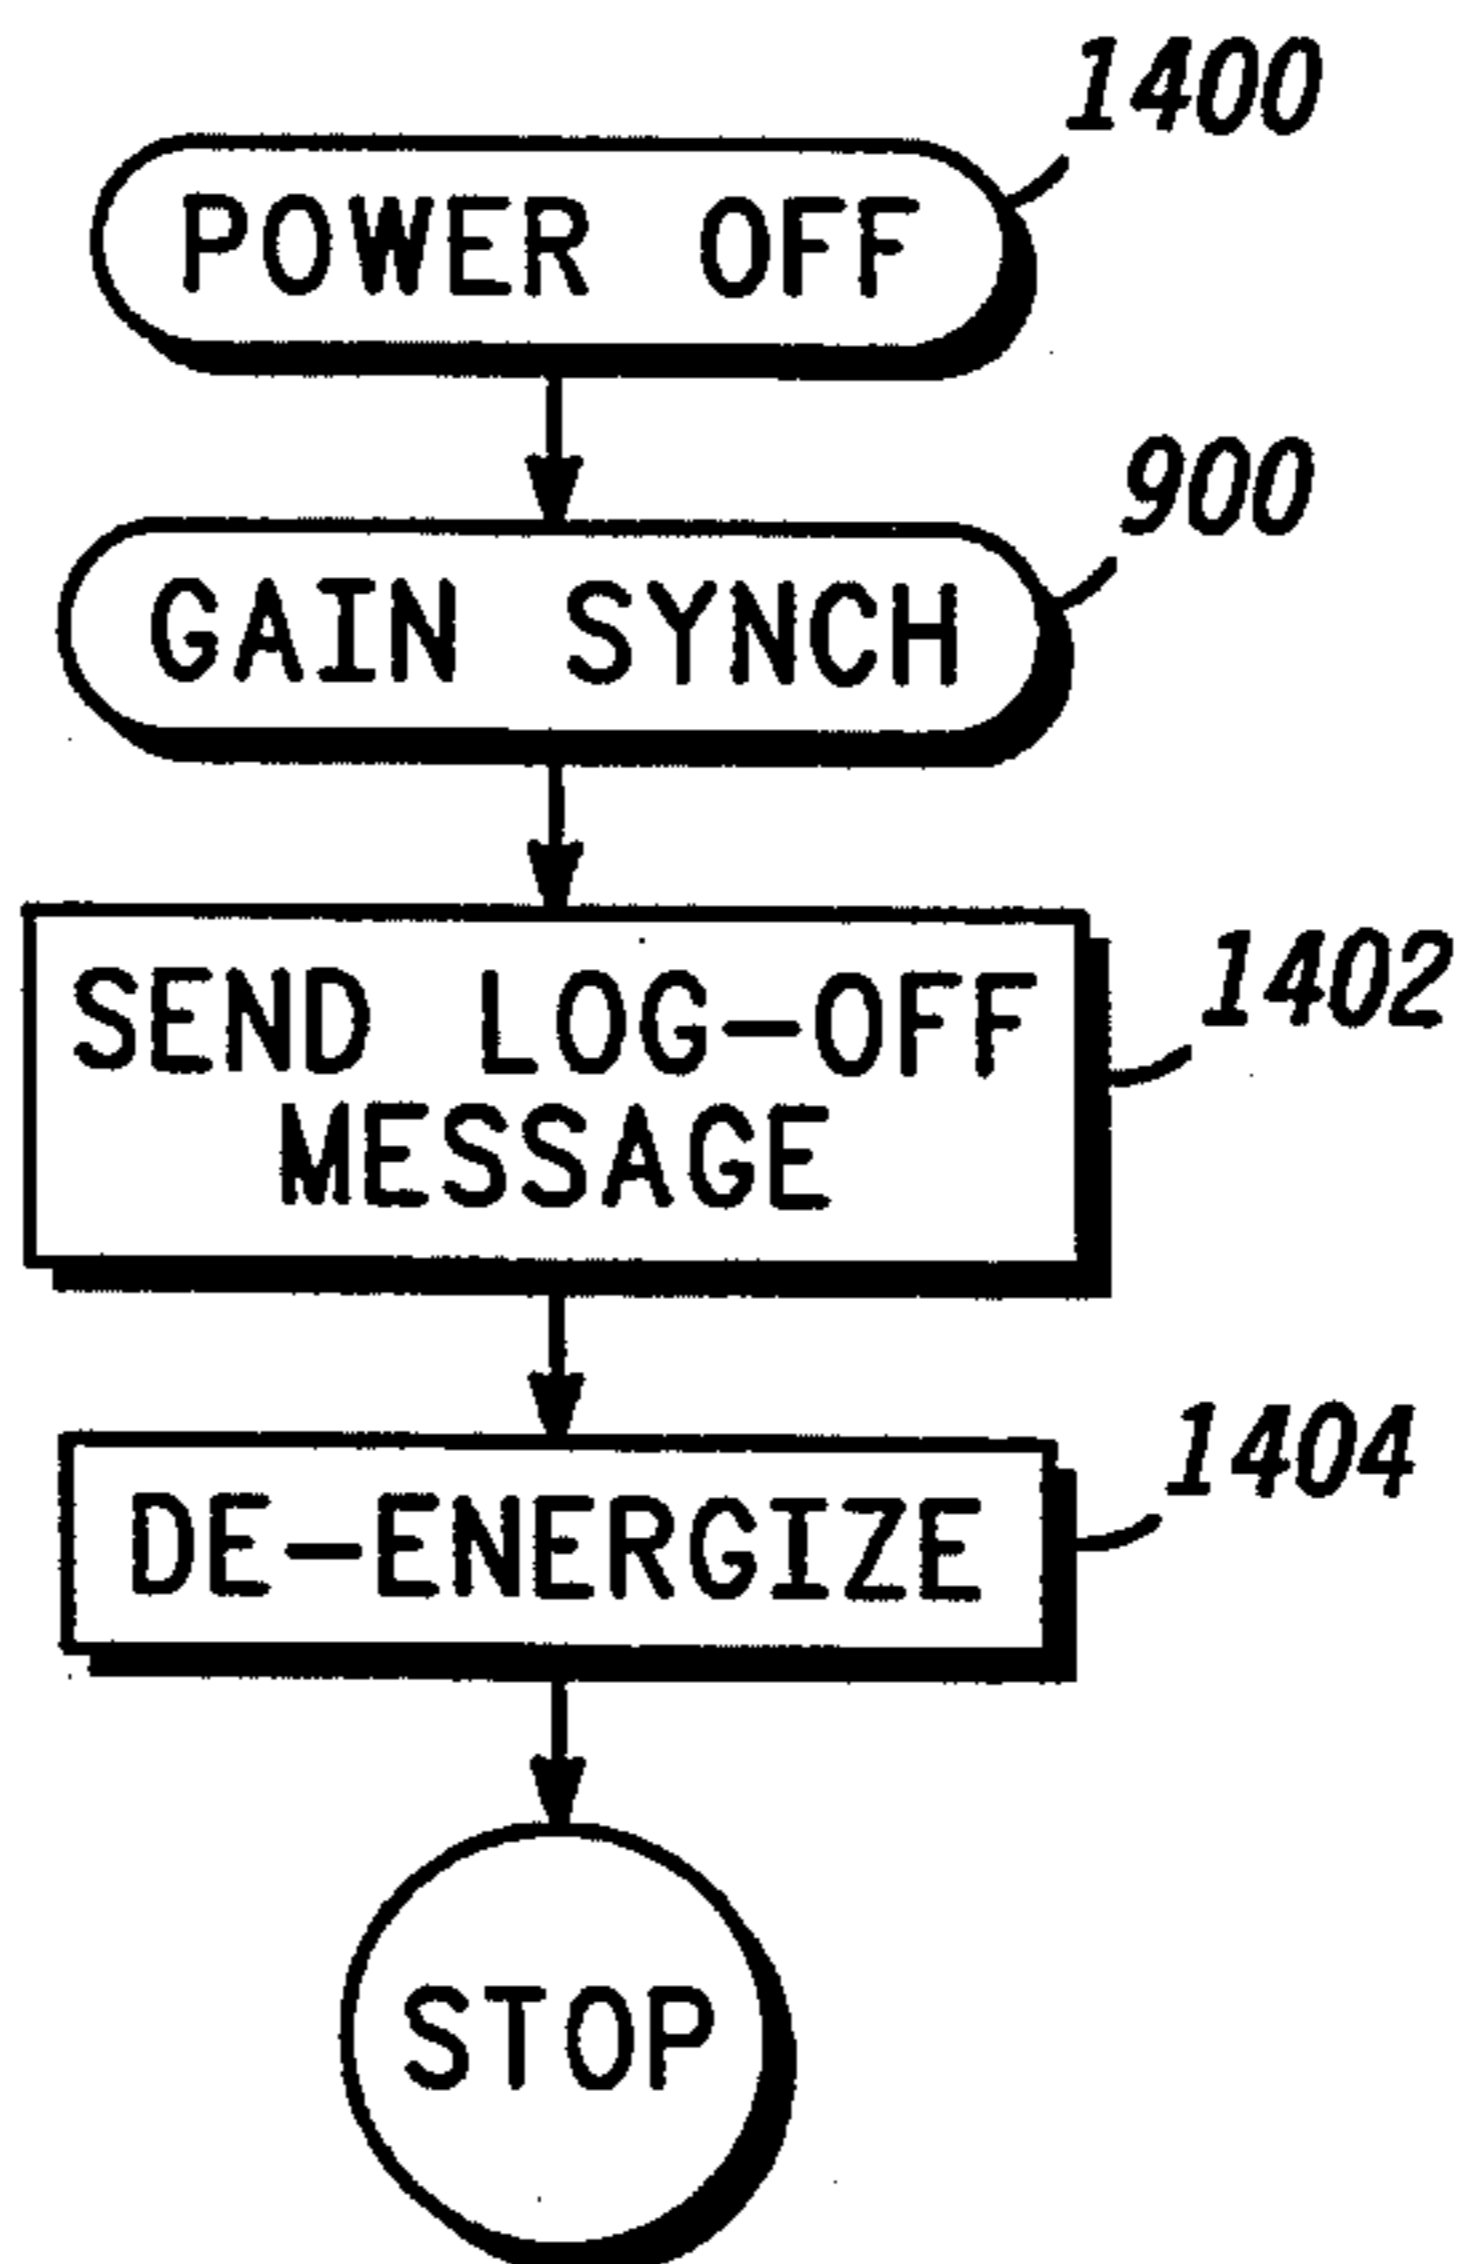 1400
POWER OFF
900
GAIN SYNCH
SEND LOG-OFF
MESSAGE
1402
DE-ENERGIZE
1404
STOP